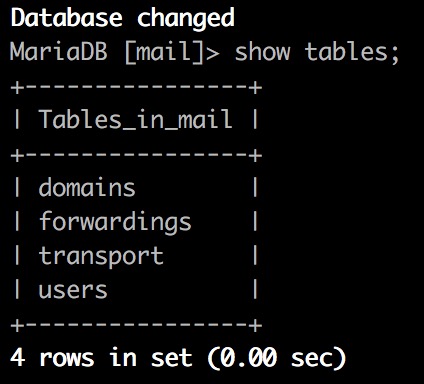 Database changed
MariaDB [mail]> show tables;
+----------------+
| Tables_in_mail |
+----------------+
| domains        |
| forwardings    |
| transport      |
| users          |
+----------------+
4 rows in set (0.00 sec)